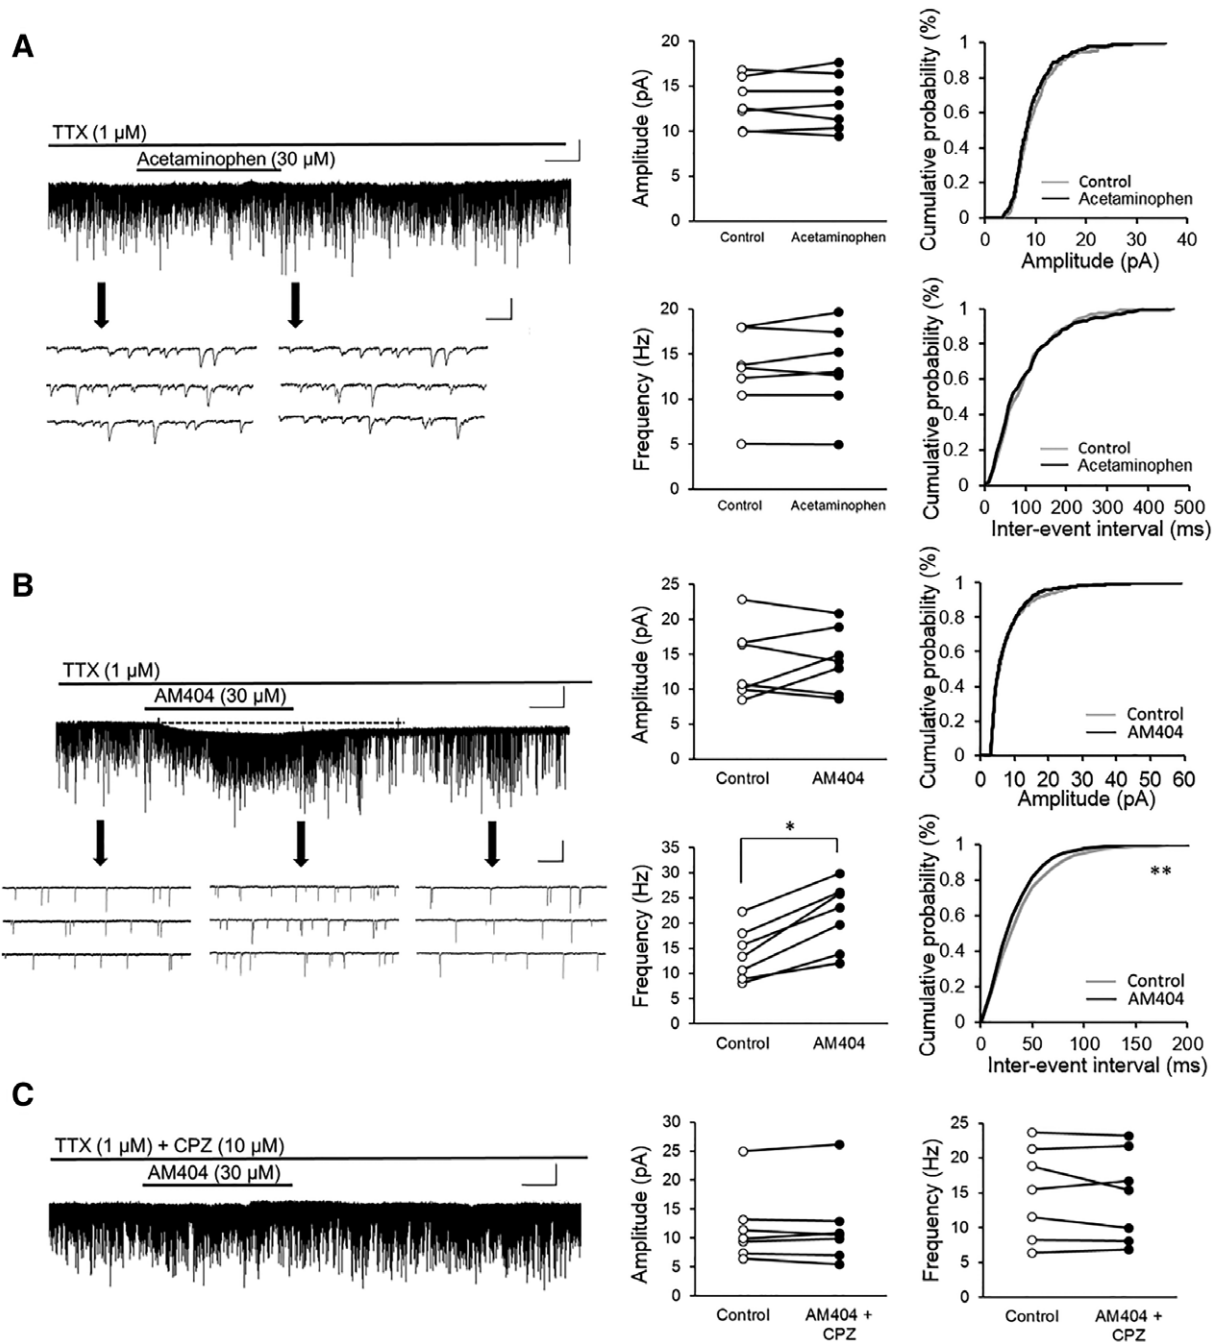 A
TTX (1 µM)
Acetaminophen (30 µM)
Amplitude (pA)
20
15
10
5
0
Control
Acetaminophen
Cumulative probability (%)
1
0.8
0.6
0.4
0.2
0
Control
Acetaminophen
0 10 20 30 40
Amplitude (pA)
Frequency (Hz)
20
15
10
5
0
Control
Acetaminophen
Cumulative probability (%)
1
0.8
0.6
0.4
0.2
0
Control
Acetaminophen
0 100 200 300 400 500
Inter-event interval (ms)
B
TTX (1 µM)
AM404 (30 µM)
Amplitude (pA)
25
20
15
10
5
0
Control
AM404
Cumulative probability (%)
1
0.8
0.6
0.4
0.2
0
Control
AM404
0 10 20 30 40 50 60
Amplitude (pA)
Frequency (Hz)
35
30
25
20
15
10
5
0
*
Control
AM404
Cumulative probability (%)
1
0.8
0.6
0.4
0.2
0
**
Control
AM404
0 50 100 150 200
Inter-event interval (ms)
C
TTX (1 µM) + CPZ (10 µM)
AM404 (30 µM)
Amplitude (pA)
30
25
20
15
10
5
0
Control
AM404 +
CPZ
Frequency (Hz)
25
20
15
10
5
0
Control
AM404 +
CPZ